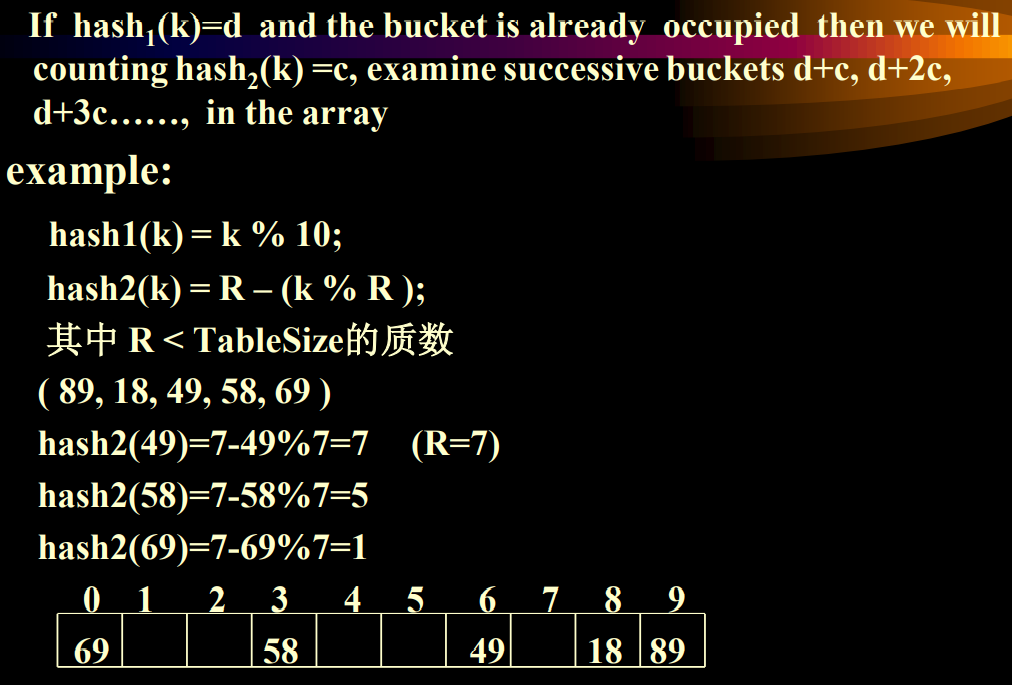 If hash₁(k)=d and the bucket is already occupied then we will
counting hash₂(k) =c, examine successive buckets d+c, d+2c,
d+3c……, in the array
example:
hash1(k) = k % 10;
hash2(k) = R – (k % R );
其中 R < TableSize的质数
( 89, 18, 49, 58, 69 )
hash2(49)=7-49%7=7 (R=7)
hash2(58)=7-58%7=5
hash2(69)=7-69%7=1
0 1 2 3 4 5 6 7 8 9
69 58 49 18 89